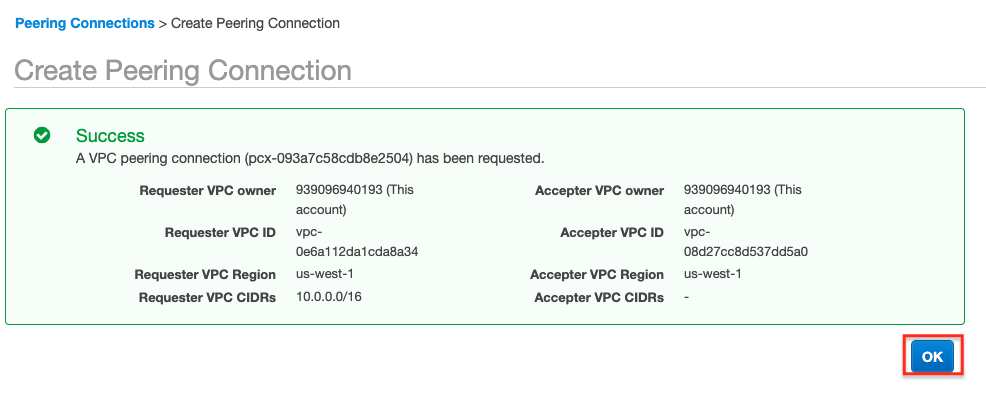 Peering Connections > Create Peering Connection
Create Peering Connection
Success
A VPC peering connection (pcx-093a7c58cdb8e2504) has been requested.
Requester VPC owner 939096940193 (This account)
Accepter VPC owner 939096940193 (This account)
Requester VPC ID vpc-0e6a112da1cda8a34
Accepter VPC ID vpc-08d27cc8d537dd5a0
Requester VPC Region us-west-1
Accepter VPC Region us-west-1
Requester VPC CIDRs 10.0.0.0/16
Accepter VPC CIDRs -
OK